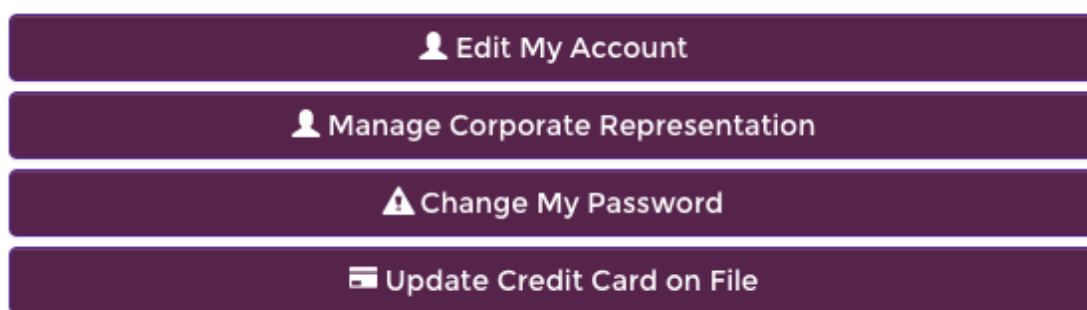 Edit My Account
Manage Corporate Representation
Change My Password
Update Credit Card on File